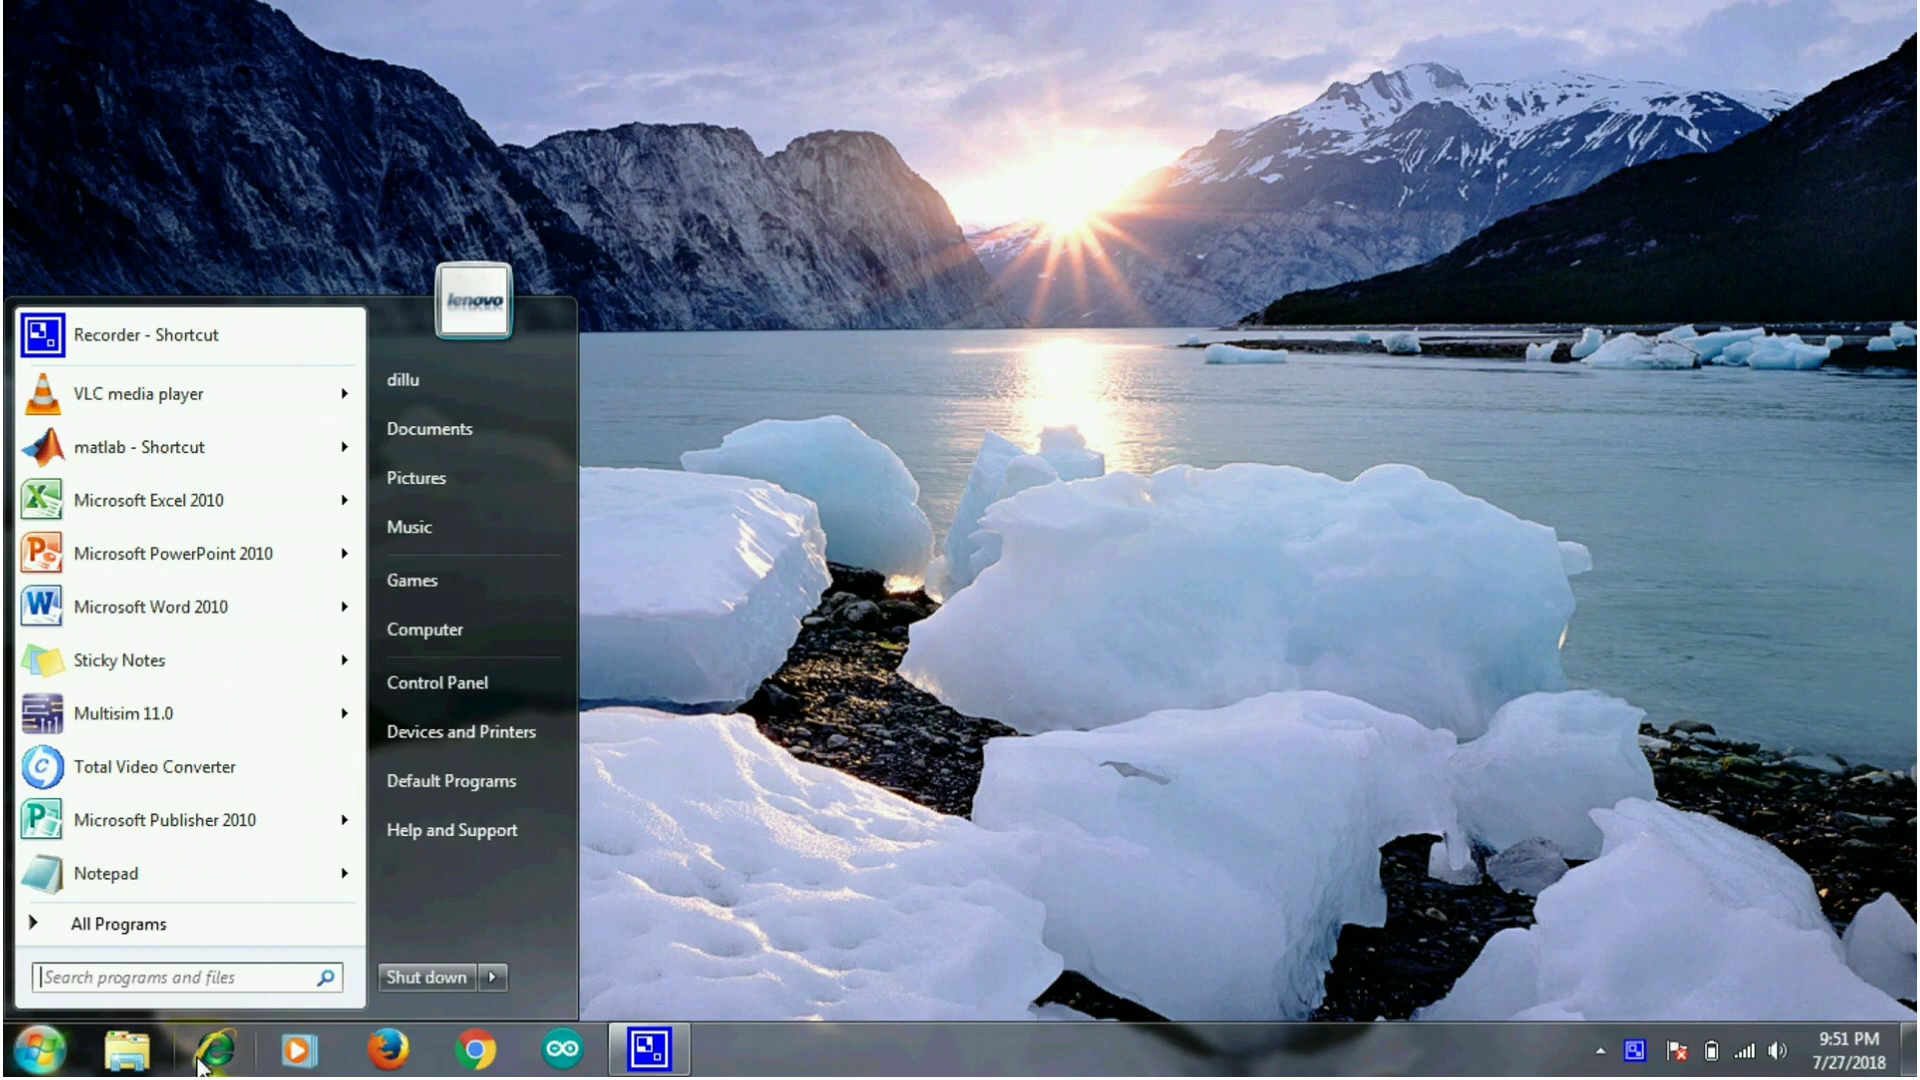 lenovo
Recorder - Shortcut
VLC media player
matlab - Shortcut
Microsoft Excel 2010
Microsoft PowerPoint 2010
Microsoft Word 2010
Sticky Notes
Multisim 11.0
Total Video Converter
Microsoft Publisher 2010
Notepad
All Programs
Search programs and files
dillu
Documents
Pictures
Music
Games
Computer
Control Panel
Devices and Printers
Default Programs
Help and Support
Shut down
9:51 PM
7/27/2018